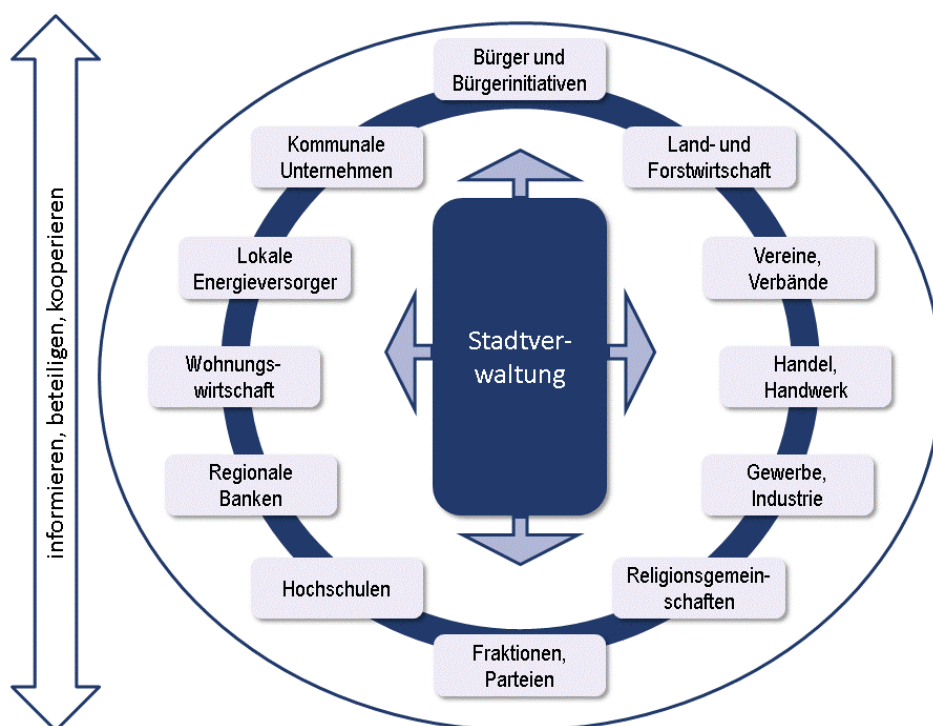 informieren, beteiligen, kooperieren
Bürger und
Bürgerinitiativen
Kommunale
Unternehmen
Land- und
Forstwirtschaft
Lokale
Energieversorger
Vereine,
Verbände
Stadtver-
waltung
Wohnungs-
wirtschaft
Handel,
Handwerk
Regionale
Banken
Gewerbe,
Industrie
Hochschulen
Religionsgemein-
schaften
Fraktionen,
Parteien